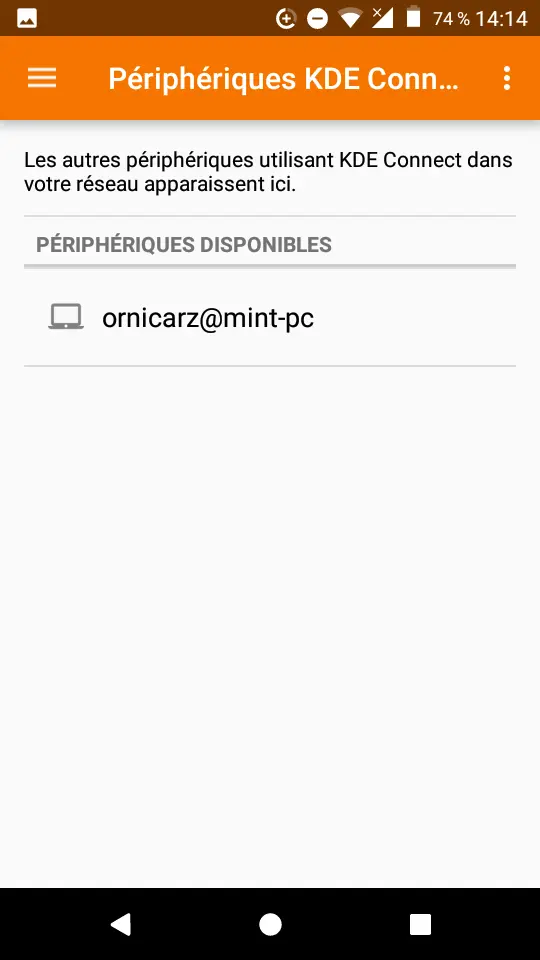 74 % 14:14
Périphériques KDE Conn…
Les autres périphériques utilisant KDE Connect dans
votre réseau apparaissent ici.
PÉRIPHÉRIQUES DISPONIBLES
ornicarz@mint-pc